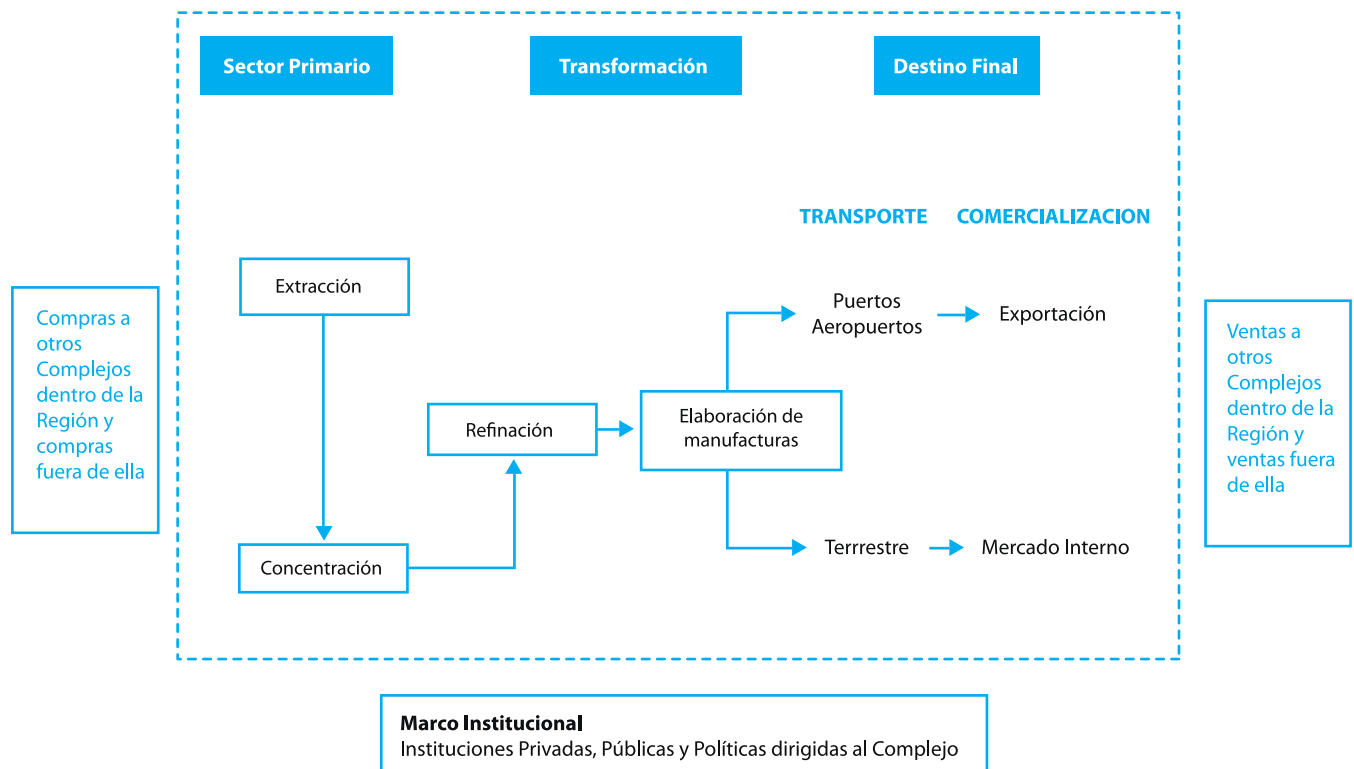 Sector Primario
Transformación
Destino Final
TRANSPORTE
COMERCIALIZACION
Compras a
otros
Complejos
dentro de la
Región y
compras
fuera de ella
Extracción
Concentración
Refinación
Elaboración de
manufacturas
Puertos
Aeropuertos
Exportación
Terrrestre
Mercado Interno
Ventas a
otros
Complejos
dentro de la
Región y
ventas fuera
de ella
Marco Institucional
Instituciones Privadas, Públicas y Políticas dirigidas al Complejo